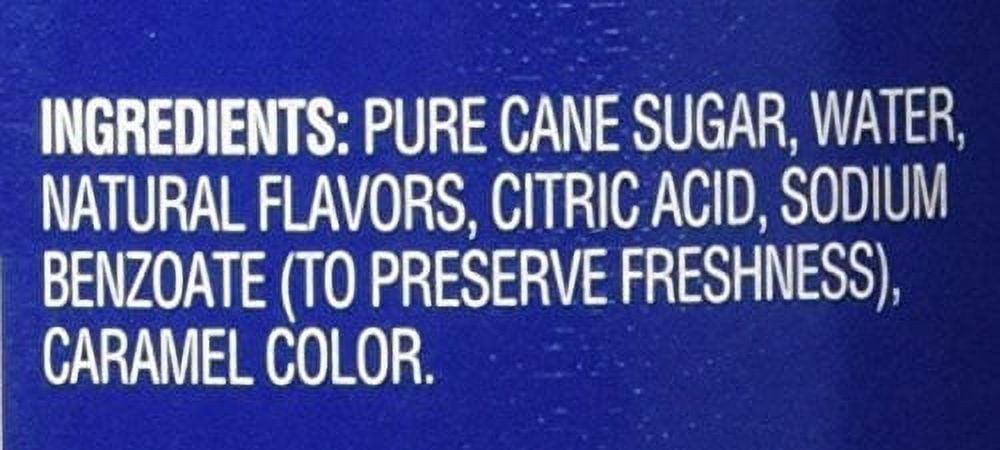 INGREDIENTS: PURE CANE SUGAR, WATER,
NATURAL FLAVORS, CITRIC ACID, SODIUM
BENZOATE (TO PRESERVE FRESHNESS),
CARAMEL COLOR.